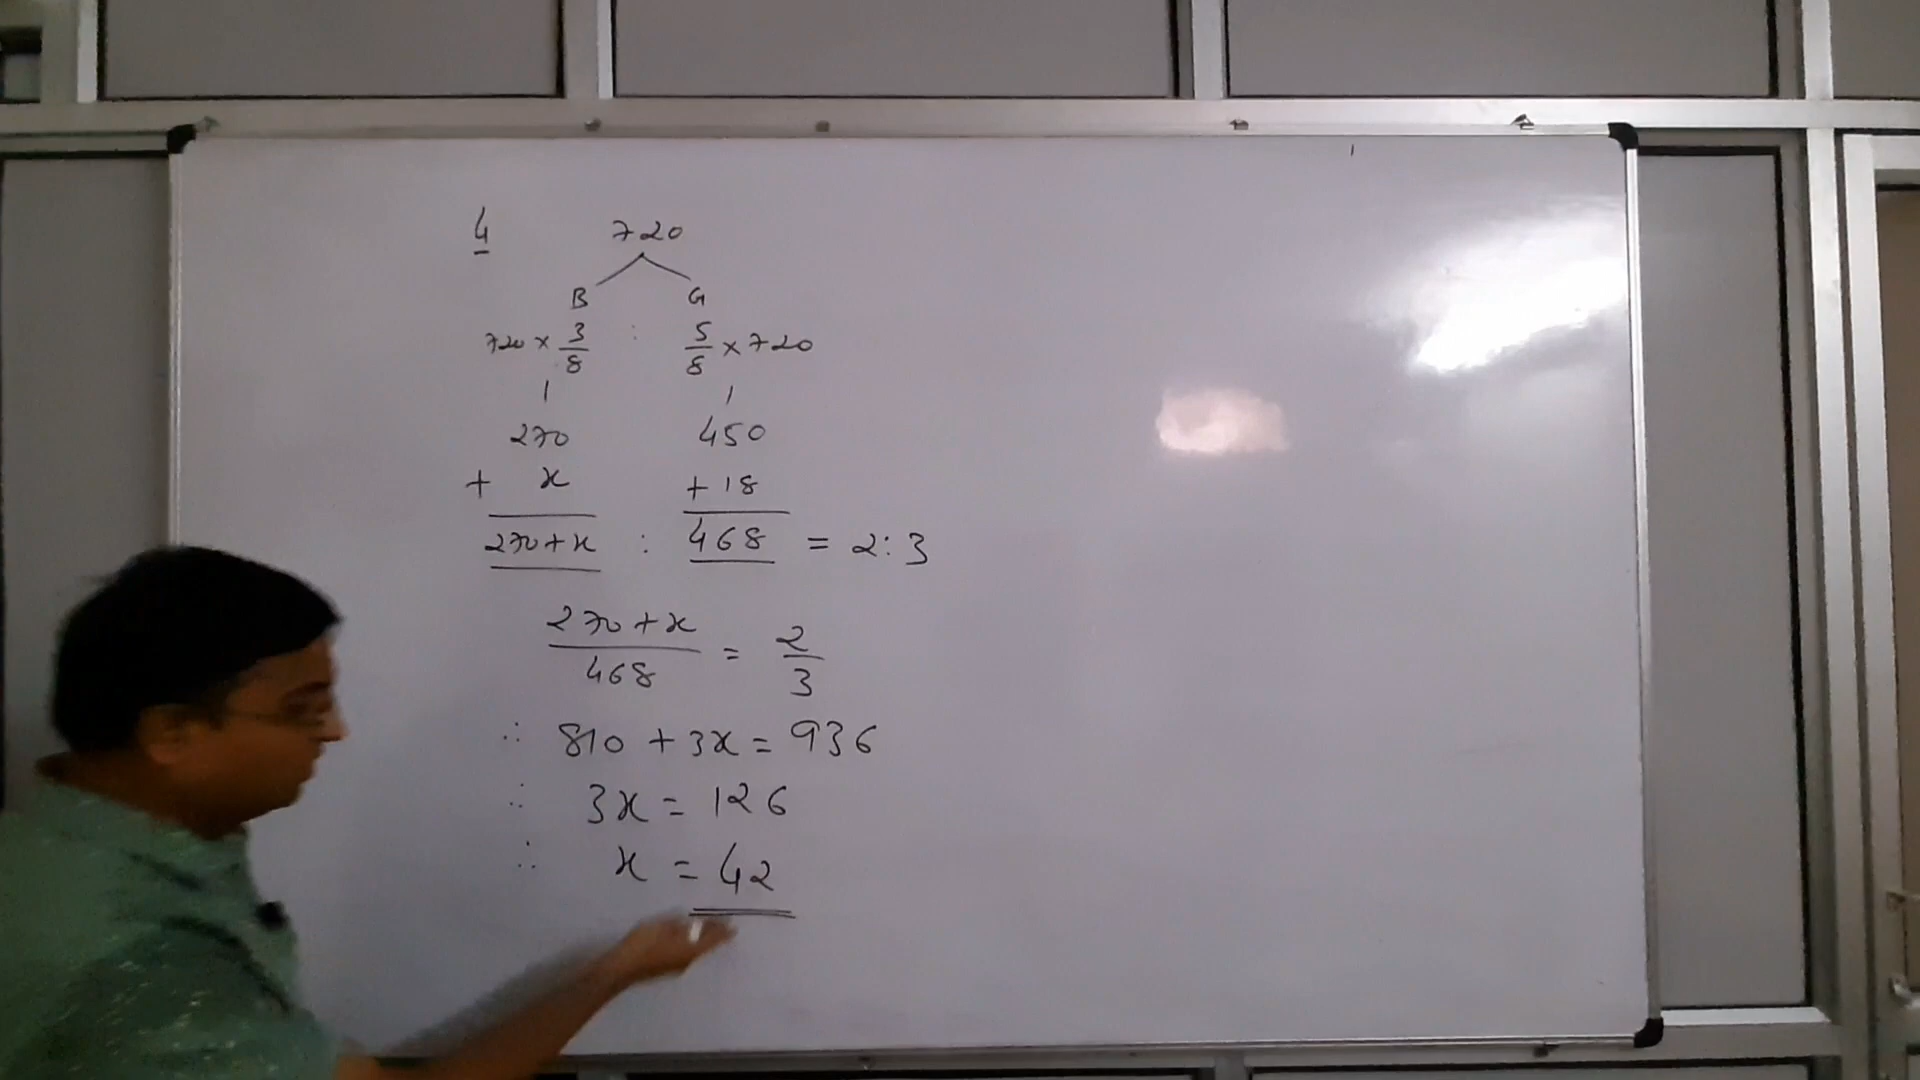 4 720
B G
720 × 3/8 : 5/8 × 720
270 450
+ x + 18
270 + x : 468 = 2:3
270 + x / 468 = 2/3
∴ 810 + 3x = 936
∴ 3x = 126
∴ x = 42